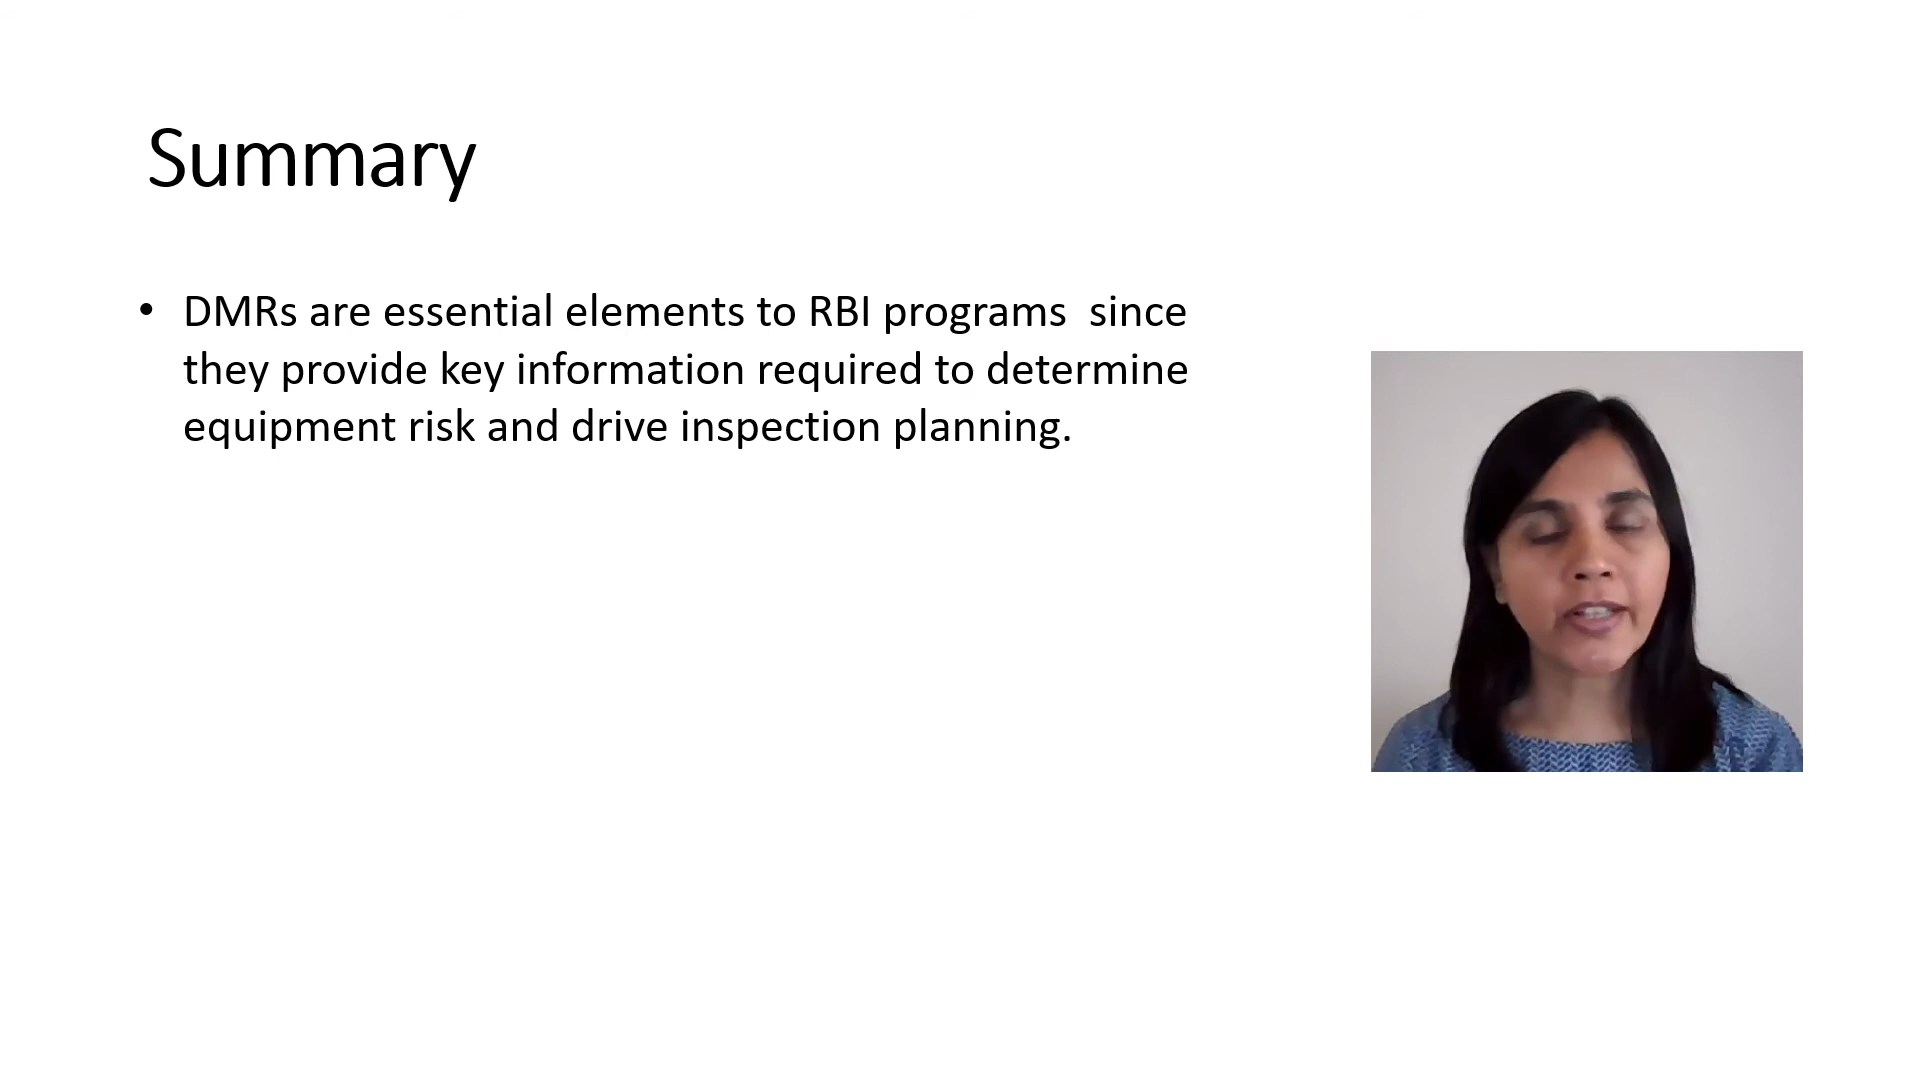 Summary
• DMRs are essential elements to RBI programs  since
they provide key information required to determine
equipment risk and drive inspection planning.